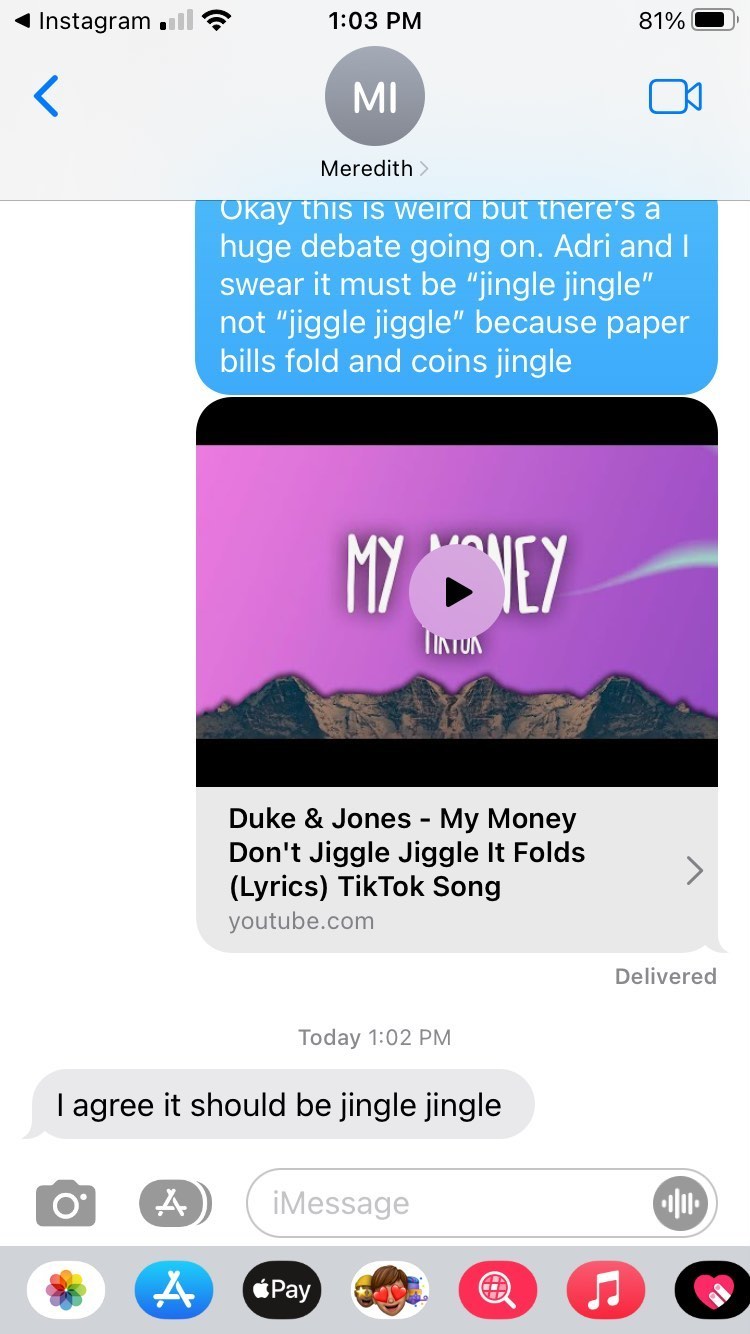 Instagram 1:03 PM 81%
MI
Meredith
Okay this is weird but there's a
huge debate going on. Adri and I
swear it must be “jingle jingle”
not “jiggle jiggle” because paper
bills fold and coins jingle
MY MONEY
TIKTOK
Duke & Jones - My Money
Don't Jiggle Jiggle It Folds
(Lyrics) TikTok Song
youtube.com
Delivered
Today 1:02 PM
I agree it should be jingle jingle
iMessage
Pay